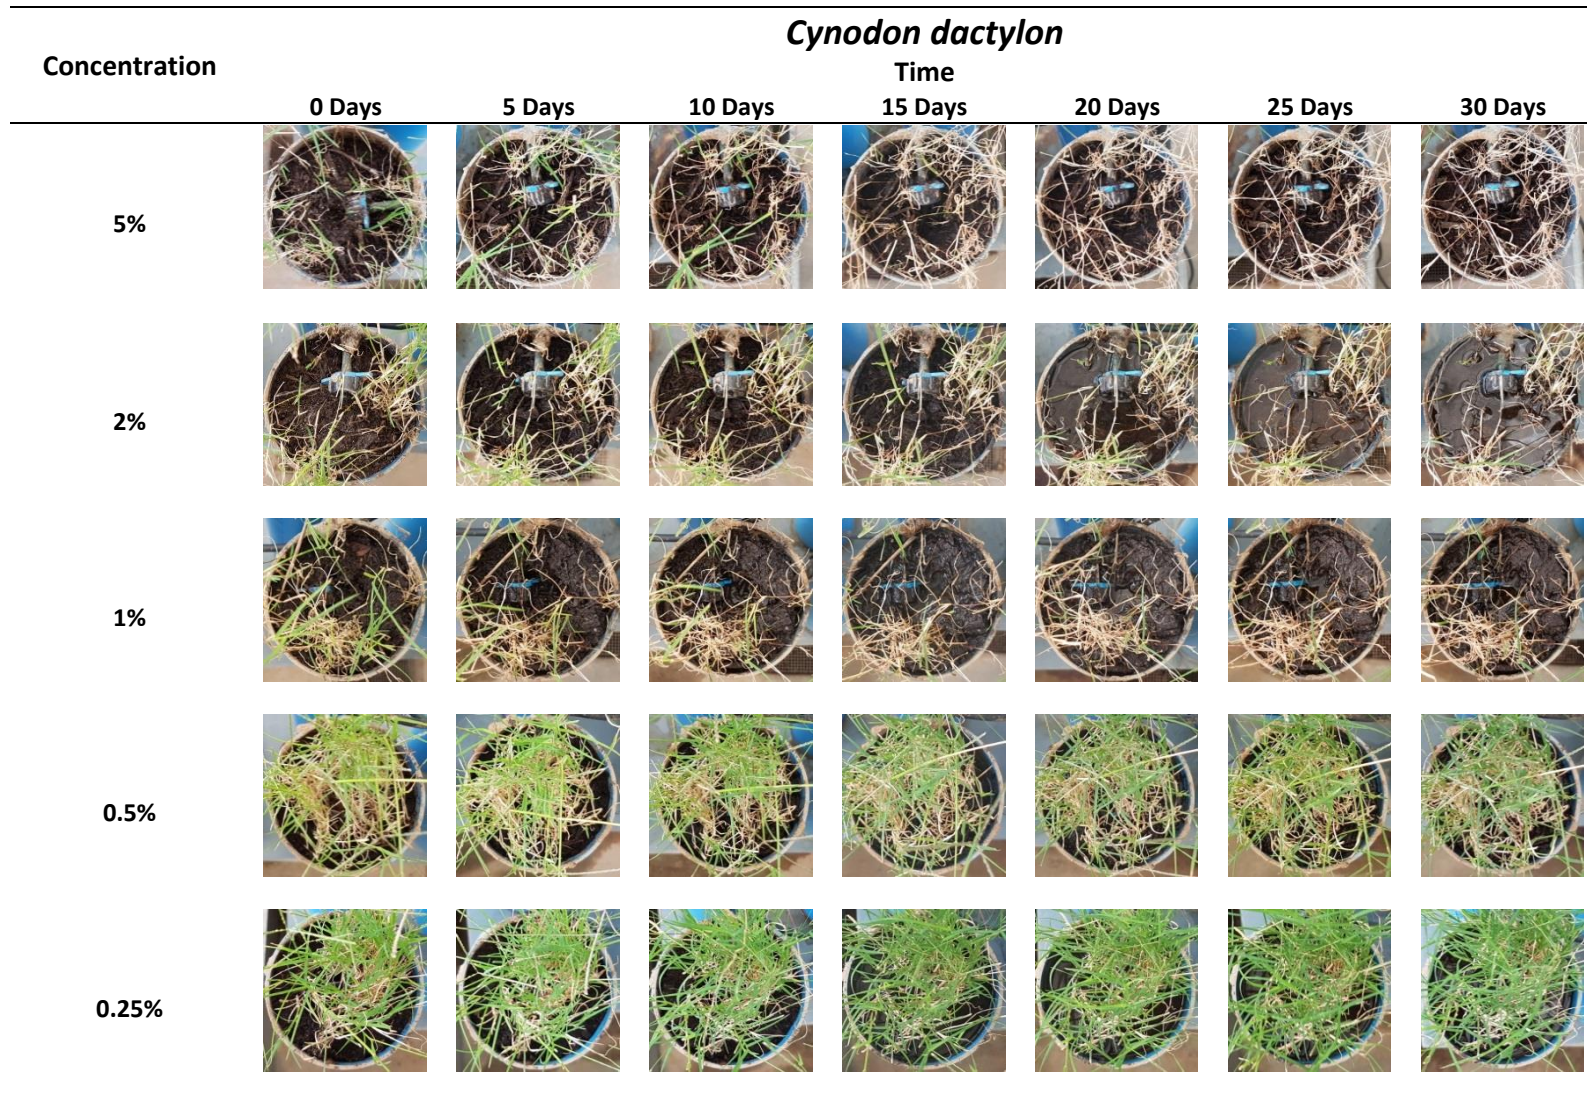 Cynodon dactylon
Concentration
Time
0 Days 5 Days 10 Days 15 Days 20 Days 25 Days 30 Days
5%
2%
1%
0.5%
0.25%